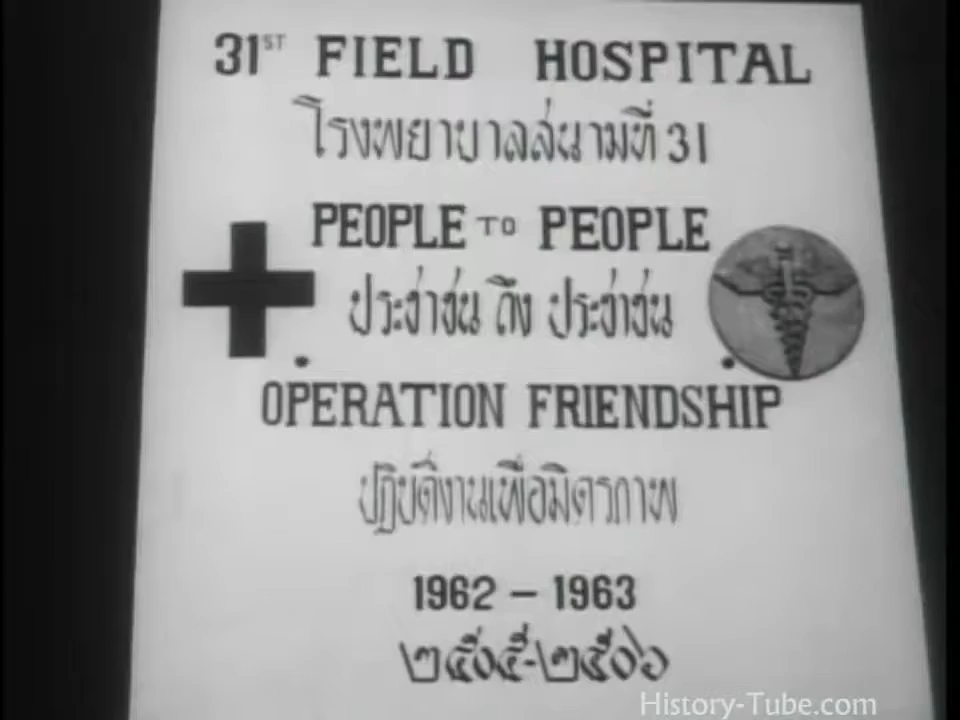 31ST FIELD HOSPITAL
โรงพยาบาลสนามที่ 31
PEOPLE TO PEOPLE
ประชาชน ถึง ประชาชน
OPERATION FRIENDSHIP
ปฏิบัติงานเพื่อมิตรภาพ
1962 – 1963
๒๕๐๕-๒๕๐๖
History-Tube.com